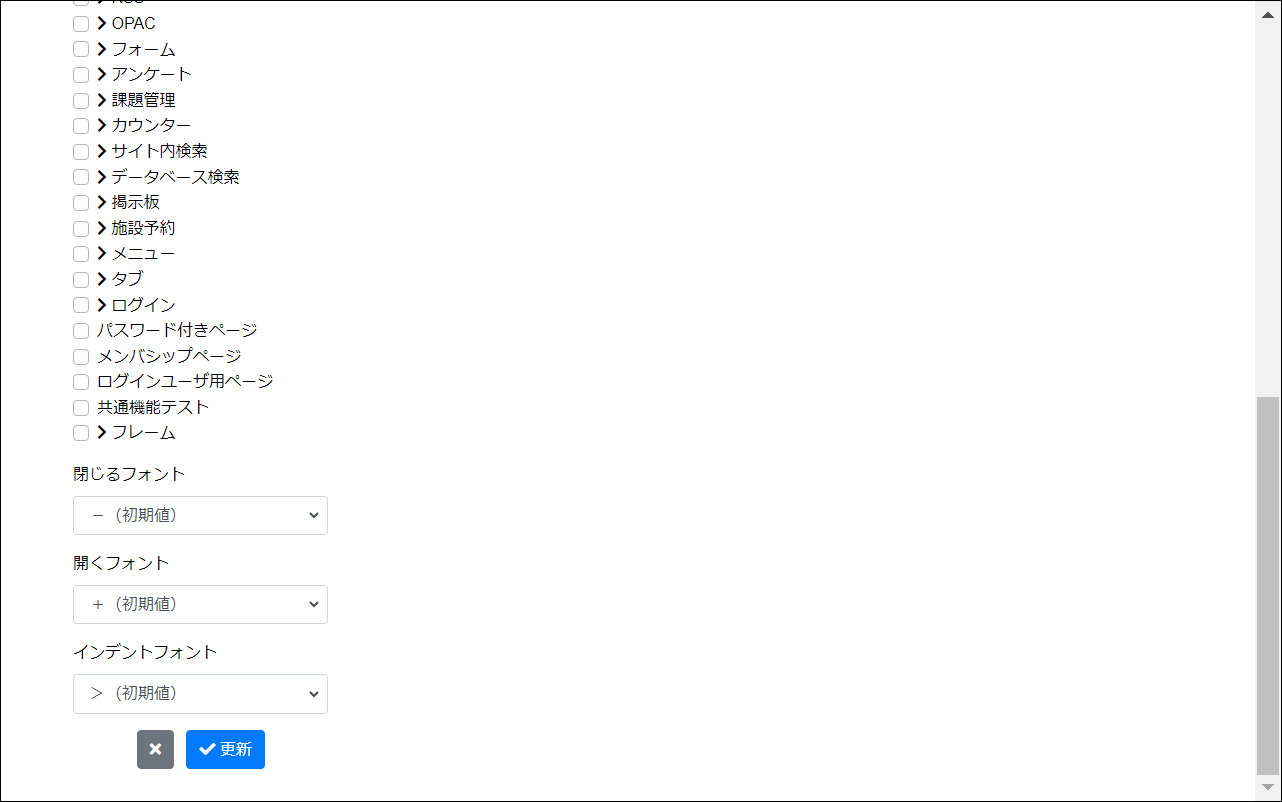 OPAC
フォーム
アンケート
課題管理
カウンター
サイト内検索
データベース検索
掲示板
施設予約
メニュー
タブ
ログイン
パスワード付きページ
メンバシップページ
ログインユーザ用ページ
共通機能テスト
フレーム
閉じるフォント
－（初期値）
開くフォント
＋（初期値）
インデントフォント
＞（初期値）
更新